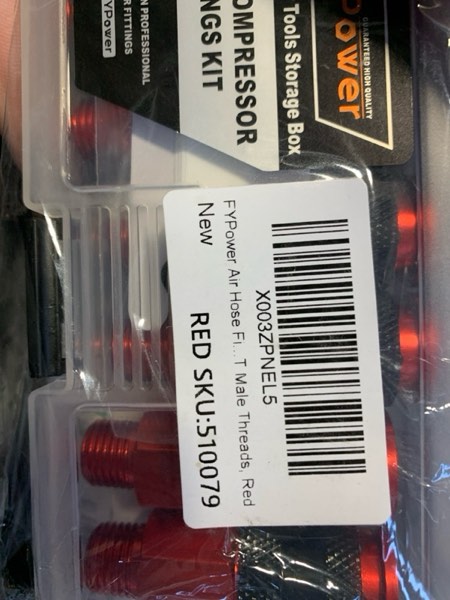 Power
GUARANTEED HIGH QUALITY
Tools Storage Box
OMPRESSOR
NGS KIT
N PROFESSIONAL
R FITTINGS
YPower
X003ZPNEL5
FYPower Air Hose Fi...T Male Threads, Red
New
RED SKU:510079